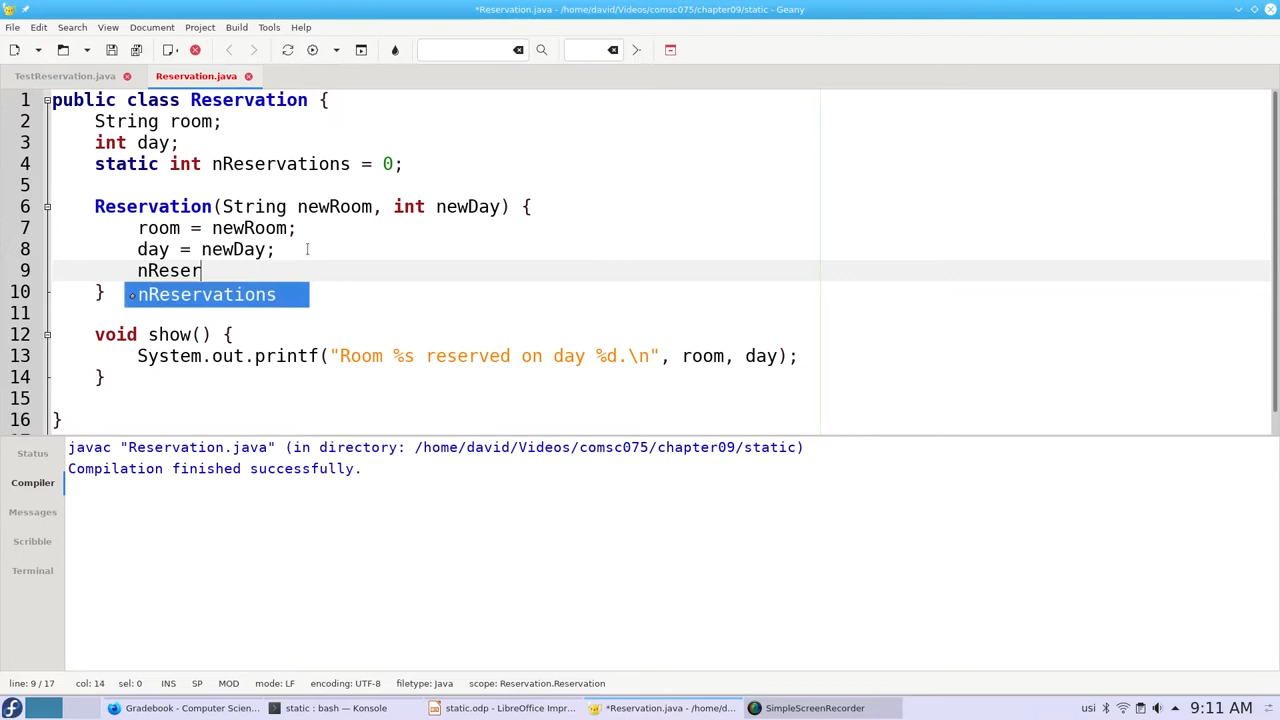 *Reservation.java - /home/david/Videos/comsc075/chapter09/static - Geany
File Edit Search View Document Project Build Tools Help
TestReservation.java Reservation.java
1 public class Reservation {
2 String room;
3 int day;
4 static int nReservations = 0;
5
6 Reservation(String newRoom, int newDay) {
7 room = newRoom;
8 day = newDay;
9 nReser
nReservations
10 }
11
12 void show() {
13 System.out.printf("Room %s reserved on day %d.\n", room, day);
14 }
15
16 }
Status
Compiler
Messages
Scribble
Terminal
javac "Reservation.java" (in directory: /home/david/Videos/comsc075/chapter09/static)
Compilation finished successfully.
line: 9 / 17 col: 14 sel: 0 INS SP MOD mode: LF encoding: UTF-8 filetype: Java scope: Reservation.Reservation
Gradebook - Computer Scien... static : bash — Konsole static.odp - LibreOffice Impr... *Reservation.java - /home/d... SimpleScreenRecorder usi 9:11 AM